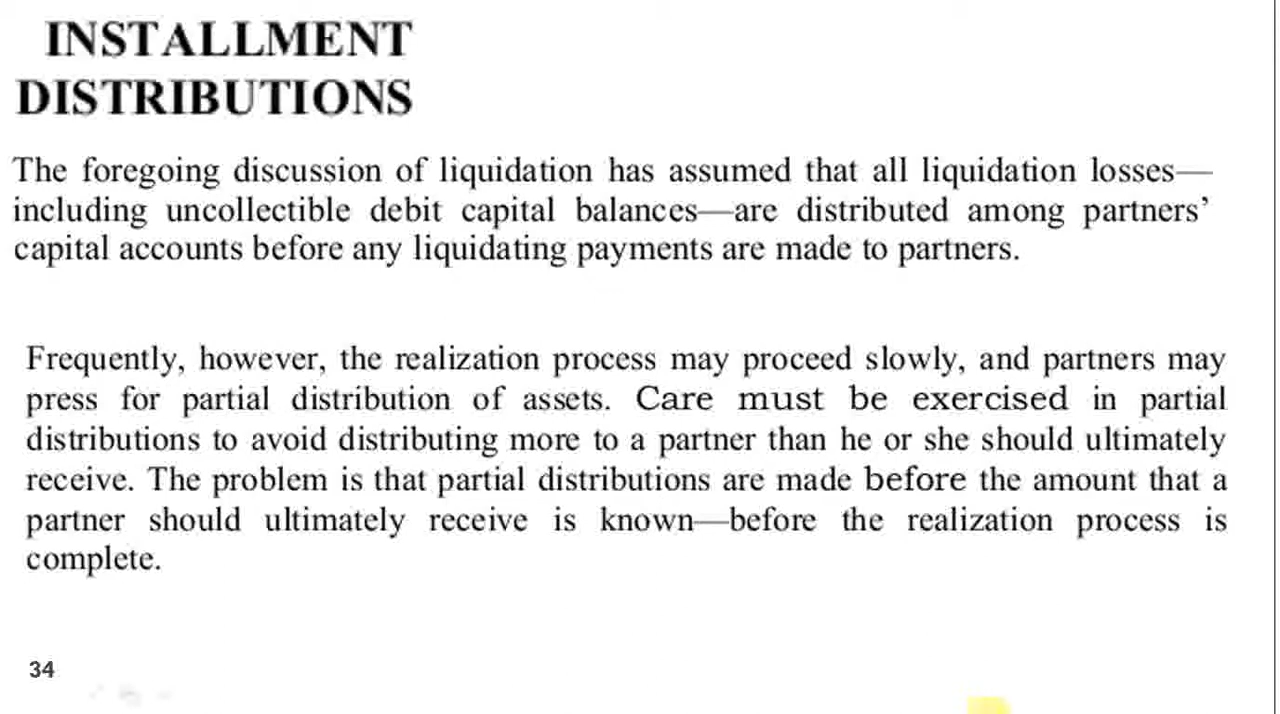 INSTALLMENT
DISTRIBUTIONS
The foregoing discussion of liquidation has assumed that all liquidation losses—
including uncollectible debit capital balances—are distributed among partners’
capital accounts before any liquidating payments are made to partners.
Frequently, however, the realization process may proceed slowly, and partners may
press for partial distribution of assets. Care must be exercised in partial
distributions to avoid distributing more to a partner than he or she should ultimately
receive. The problem is that partial distributions are made before the amount that a
partner should ultimately receive is known—before the realization process is
complete.
34